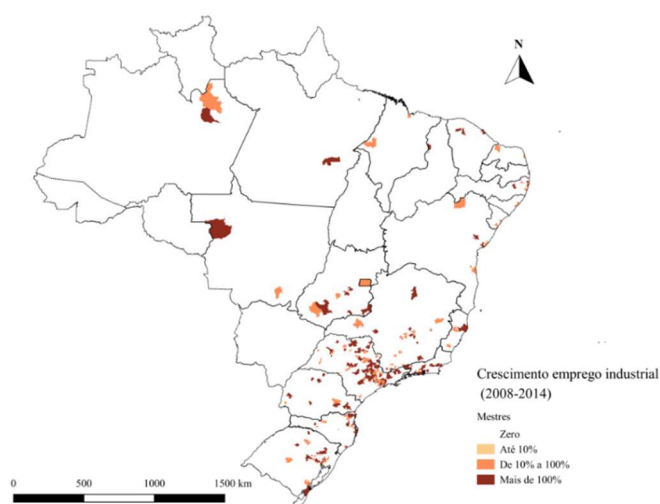 N
Crescimento emprego industrial
(2008-2014)
Mestres
Zero
Até 10%
De 10% a 100%
Mais de 100%
0 500 1000 1500 km